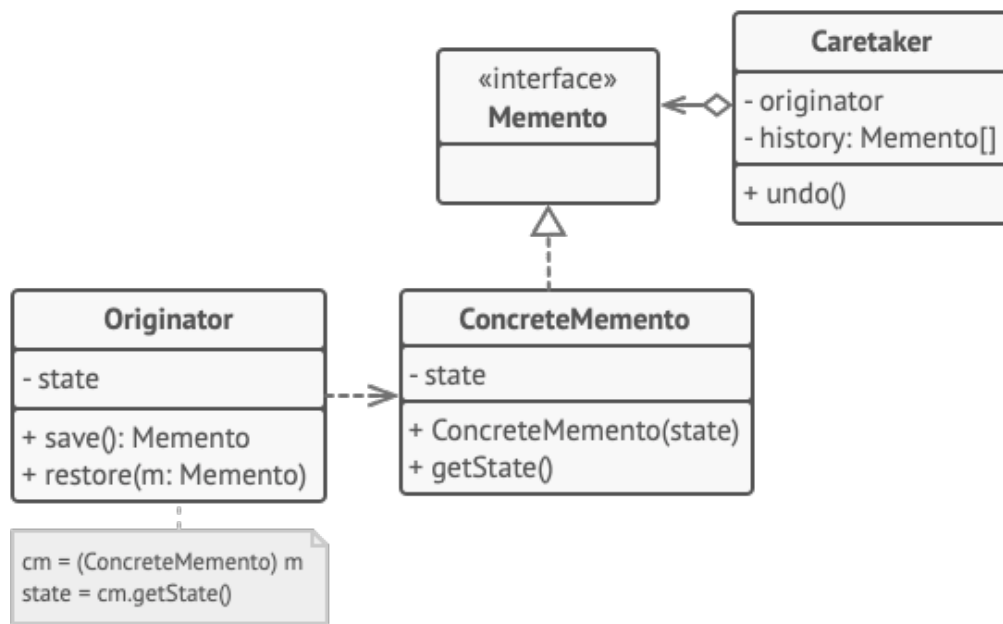 «interface»
Memento
Caretaker
- originator
- history: Memento[]
+ undo()
Originator
- state
+ save(): Memento
+ restore(m: Memento)
cm = (ConcreteMemento) m
state = cm.getState()
ConcreteMemento
- state
+ ConcreteMemento(state)
+ getState()